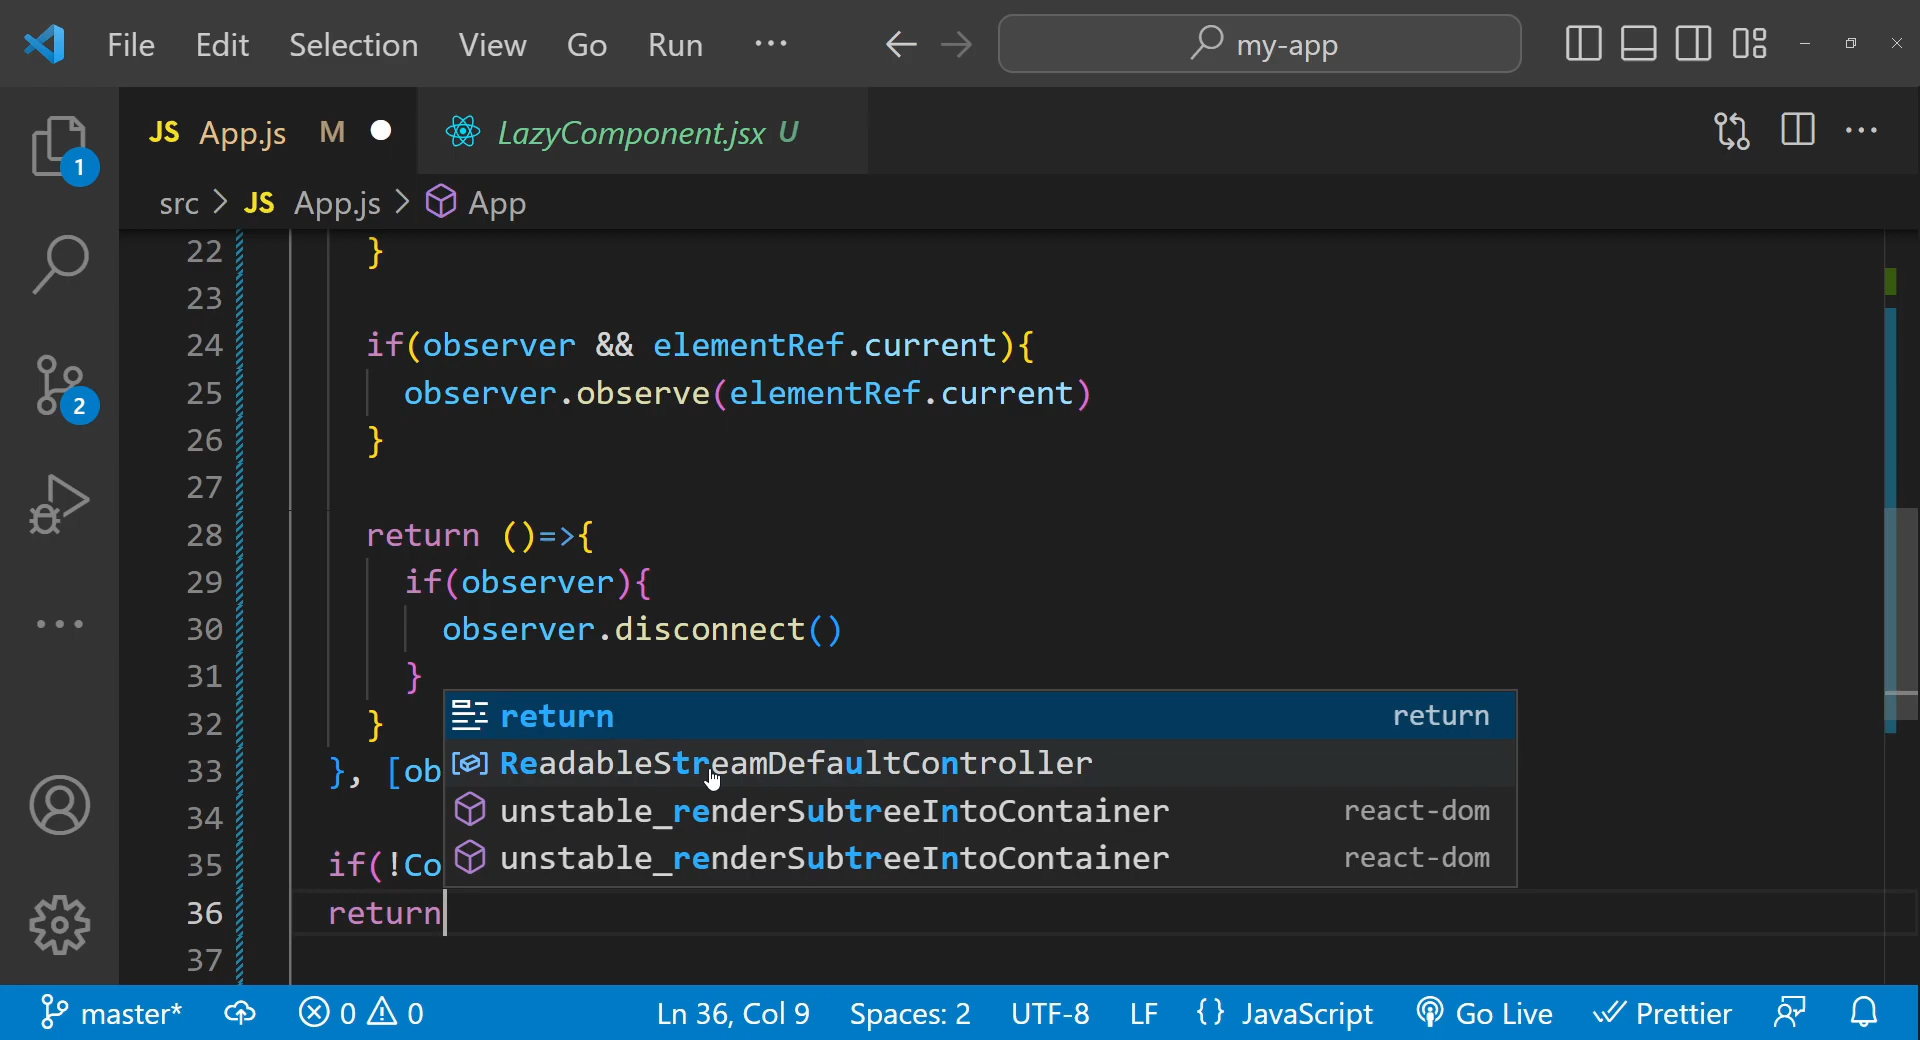 File Edit Selection View Go Run ··· my-app
1 JS App.js M LazyComponent.jsx U ···
src > JS App.js > App
22 }
23
24 if(observer && elementRef.current){
25 observer.observe(elementRef.current)
26 }
27
28 return ()=>{
29 if(observer){
30 observer.disconnect()
31 }
32 }
33 }, [ob
34
35 if(!Co
36 return
37
2
return return
ReadableStreamDefaultController
unstable_renderSubtreeIntoContainer react-dom
unstable_renderSubtreeIntoContainer react-dom
master* 0 0 Ln 36, Col 9 Spaces: 2 UTF-8 LF {} JavaScript Go Live Prettier